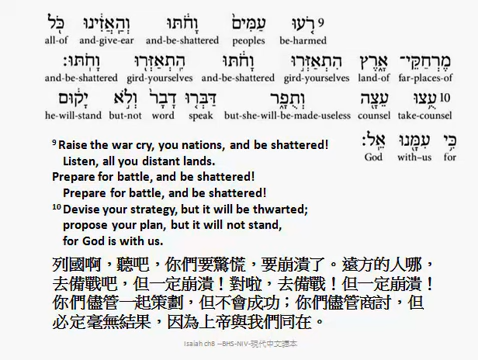 9 רֹ֤עוּ עַמִּים֙ וָחֹ֔תּוּ וְהַֽאֲזִ֔ינוּ כֹּ֖ל
all-of and-give-ear and-be-shattered peoples be-harmed
מֶרְחַקֵּי־ אָ֑רֶץ הִתְאַזְּר֣וּ וָחֹ֔תּוּ הִֽתְאַזְּר֖וּ וָחֹֽתּוּ׃
and-be-shattered gird-yourselves and-be-shattered gird-yourselves land-of far-places-of
10 עֻ֥צוּ עֵצָ֖ה וְתֻפָ֑ר דַּבְּר֤וּ דָבָר֙ וְלֹ֣א יָק֔וּם
he-will-stand but-not word speak but-she-will-be-made-useless counsel take-counsel
כִּ֥י עִמָּ֖נוּ אֵֽל׃
God with-us for
9 Raise the war cry, you nations, and be shattered!
Listen, all you distant lands.
Prepare for battle, and be shattered!
Prepare for battle, and be shattered!
10 Devise your strategy, but it will be thwarted;
propose your plan, but it will not stand,
for God is with us.
列國啊，聽吧，你們要驚慌，要崩潰了。遠方的人哪，
去備戰吧，但一定崩潰！對啦，去備戰！但一定崩潰！
你們儘管一起策劃，但不會成功；你們儘管商討，但
必定毫無結果，因為上帝與我們同在。
Isaiah ch8 --BHS-NIV-現代中文譯本